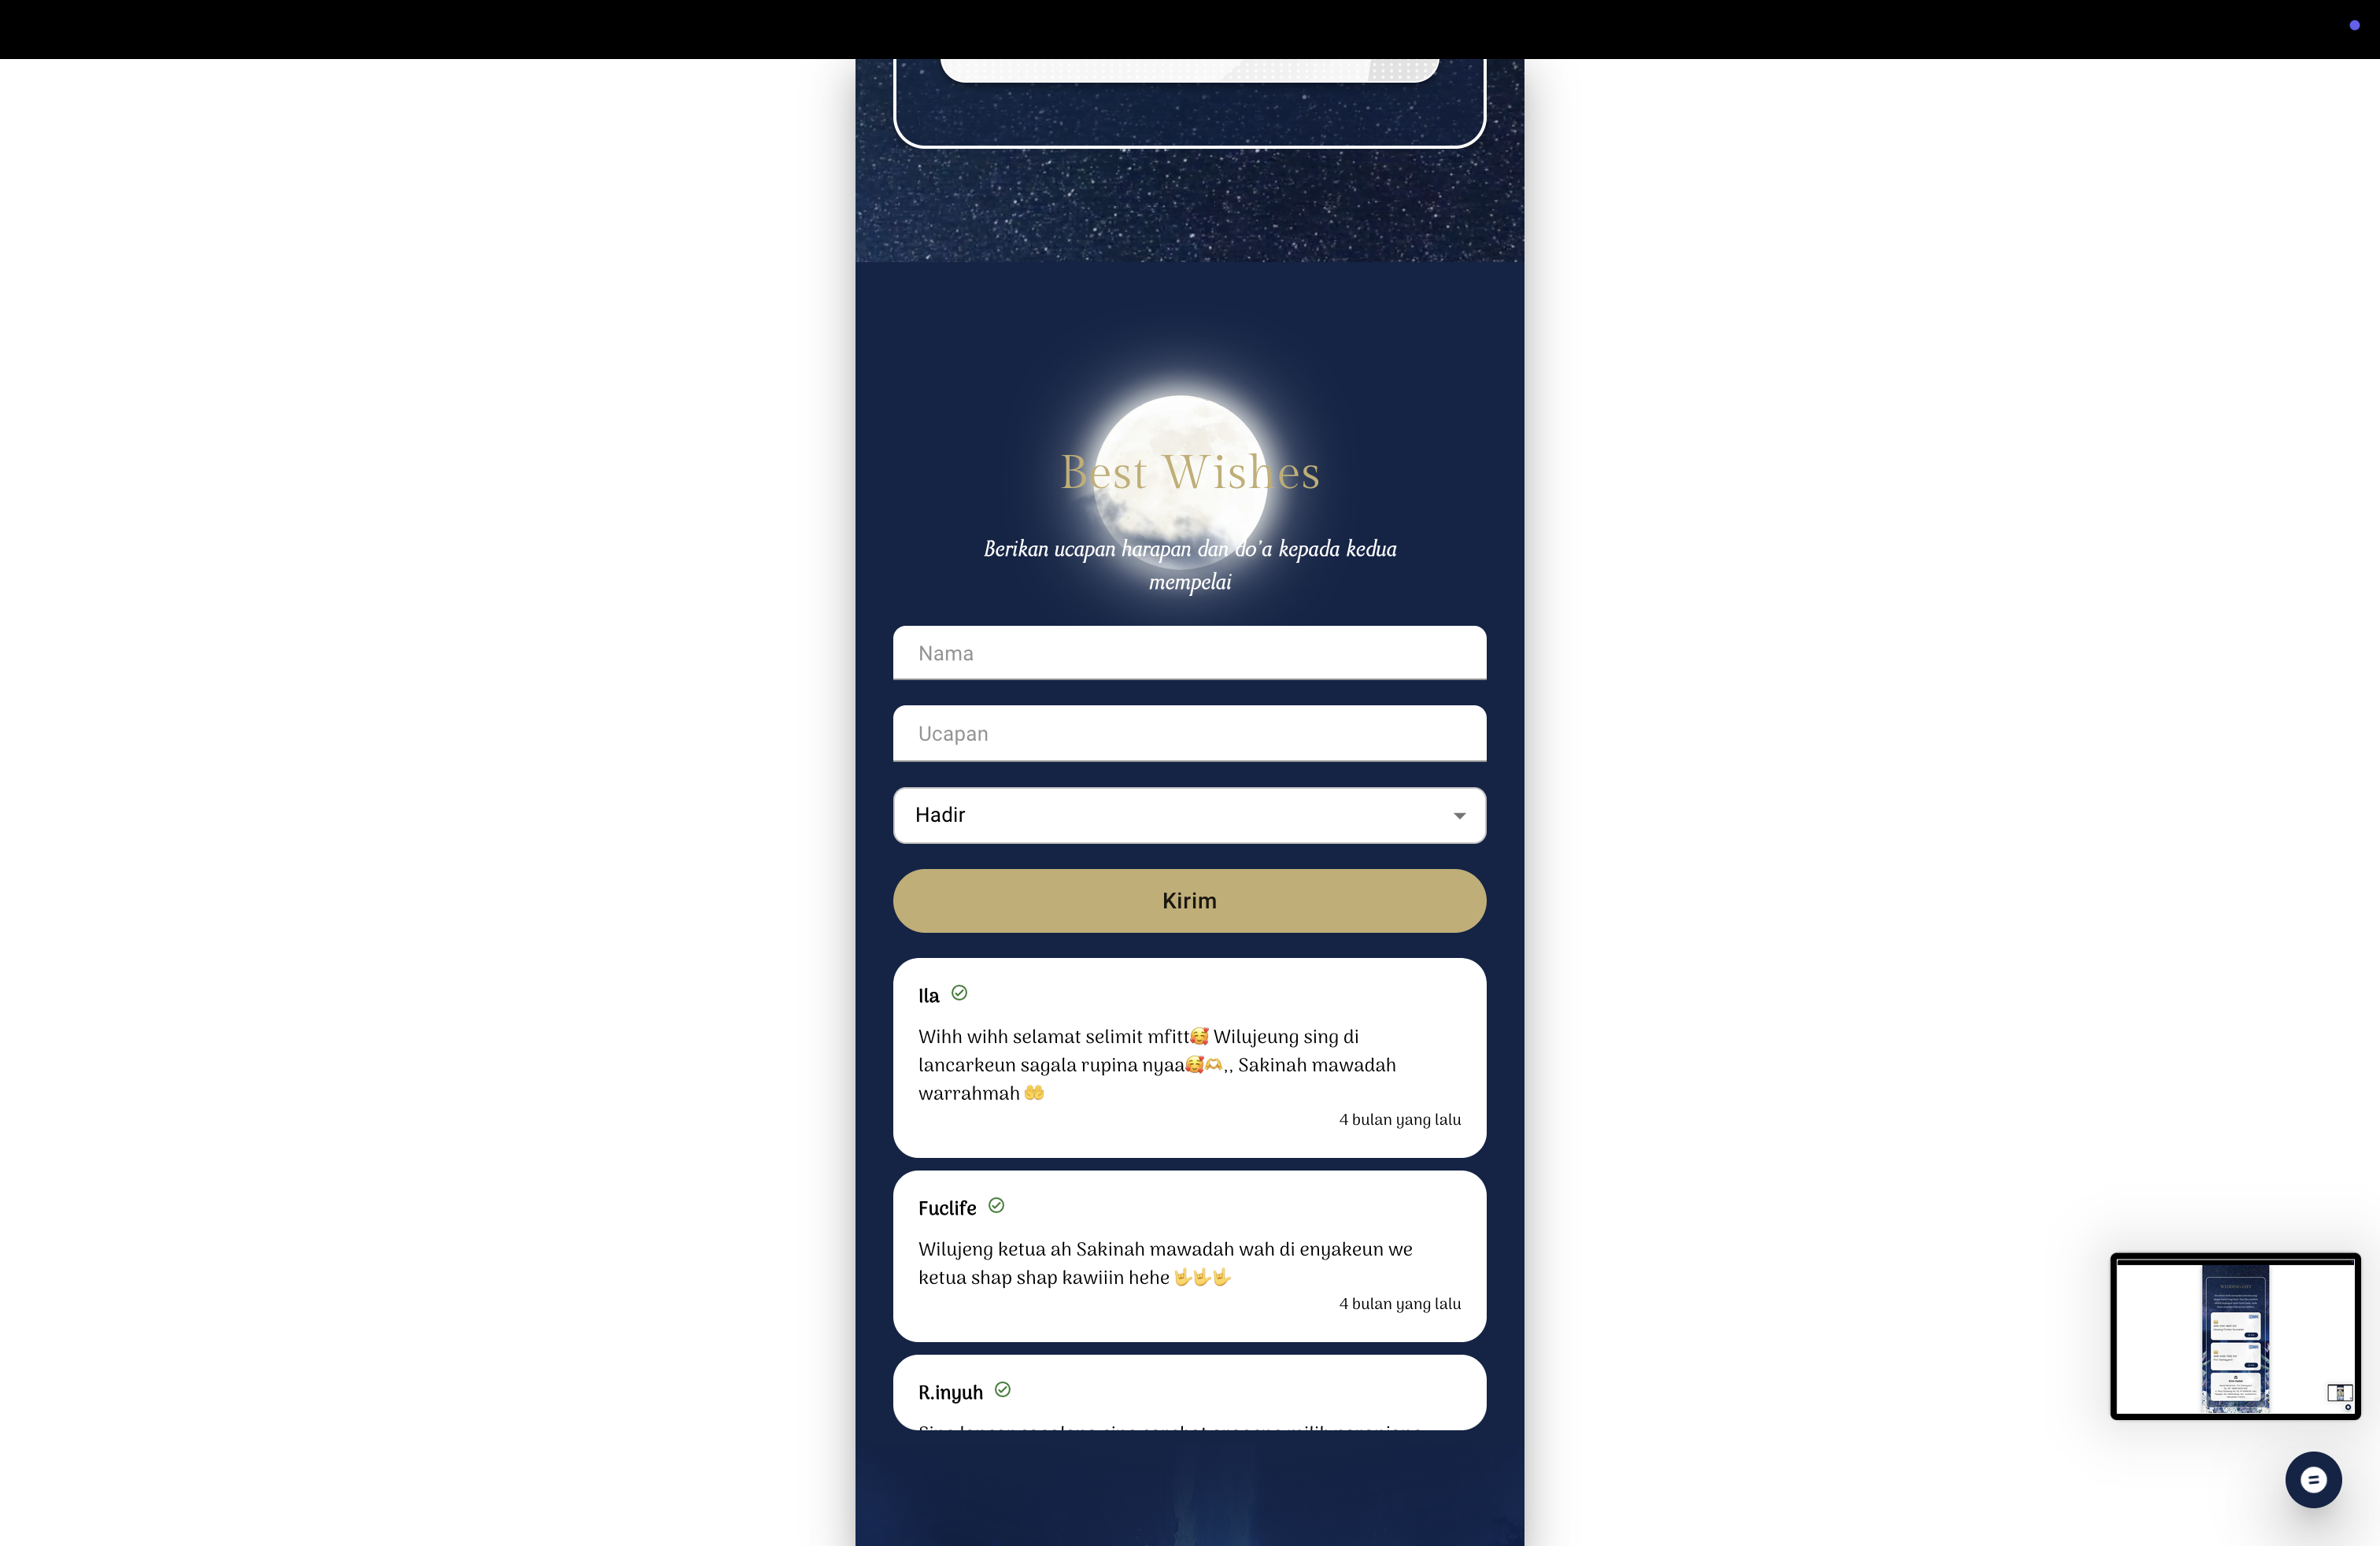 Best Wishes
Berikan ucapan harapan dan do'a kepada kedua
mempelai
Nama
Ucapan
Hadir
Kirim
Ila
Wihh wihh selamat selimit mfitt🥰 Wilujeung sing di
lancarkeun sagala rupina nyaa🥰🫶,, Sakinah mawadah
warrahmah 🤲
4 bulan yang lalu
Fuclife
Wilujeng ketua ah Sakinah mawadah wah di enyakeun we
ketua shap shap kawiiin hehe 🤟🤟🤟
4 bulan yang lalu
R.inyuh